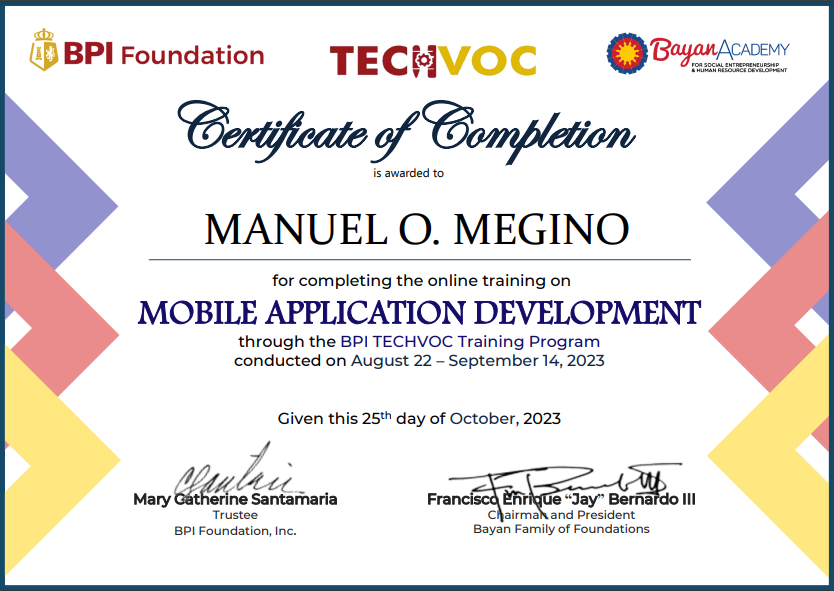 BPI Foundation
TECHVOC
Bayan ACADEMY
FOR SOCIAL ENTREPRENEURSHIP
& HUMAN RESOURCE DEVELOPMENT
Certificate of Completion
is awarded to
MANUEL O. MEGINO
for completing the online training on
MOBILE APPLICATION DEVELOPMENT
through the BPI TECHVOC Training Program
conducted on August 22 – September 14, 2023
Given this 25th day of October, 2023
Mary Catherine Santamaria
Trustee
BPI Foundation, Inc.
Francisco Enrique “Jay” Bernardo III
Chairman and President
Bayan Family of Foundations